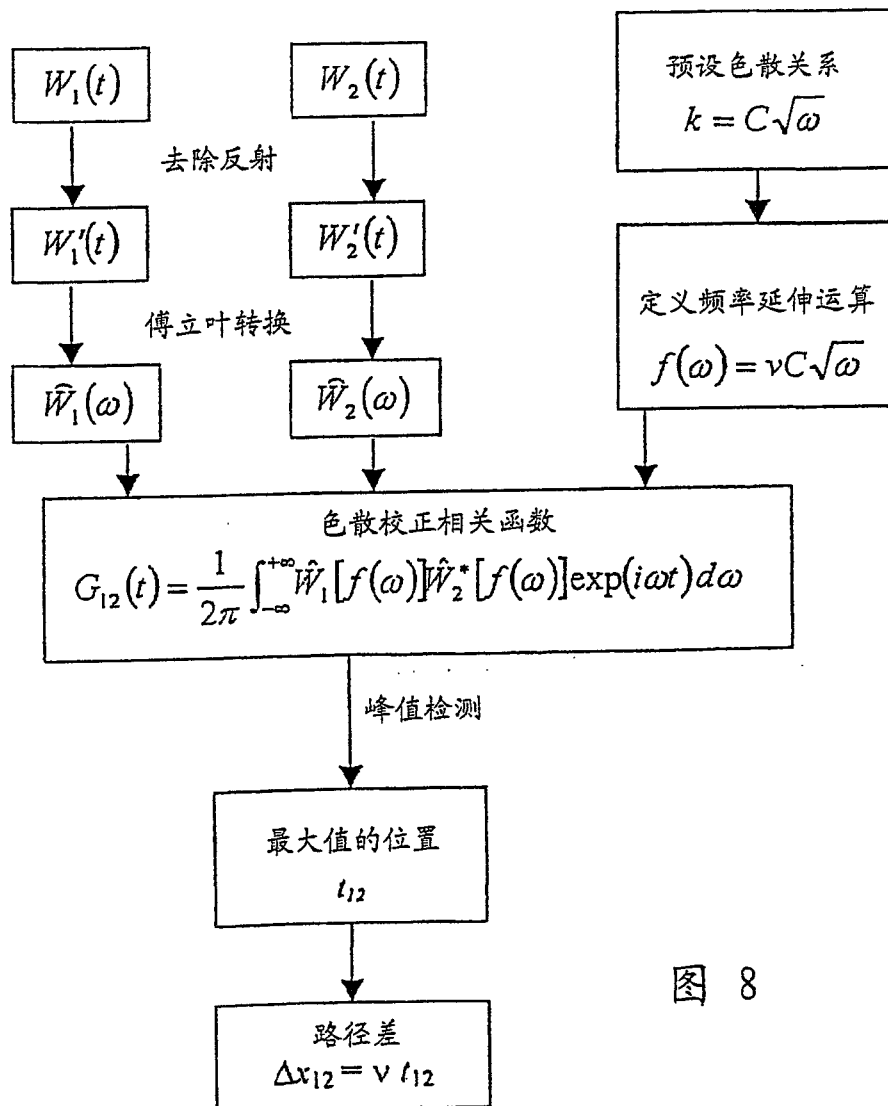 W₁(t)
W₂(t)
预设色散关系
k = C√ω
去除反射
W₁′(t)
W₂′(t)
定义频率延伸运算
f(ω) = νC√ω
傅立叶转换
Ŵ₁(ω)
Ŵ₂(ω)
色散校正相关函数
G₁₂(t) = 1/2π ∫₋∞⁺∞ Ŵ₁[f(ω)]Ŵ₂*[f(ω)]exp(iωt)dω
峰值检测
最大值的位置
t₁₂
路径差
Δx₁₂ = ν t₁₂
图 8